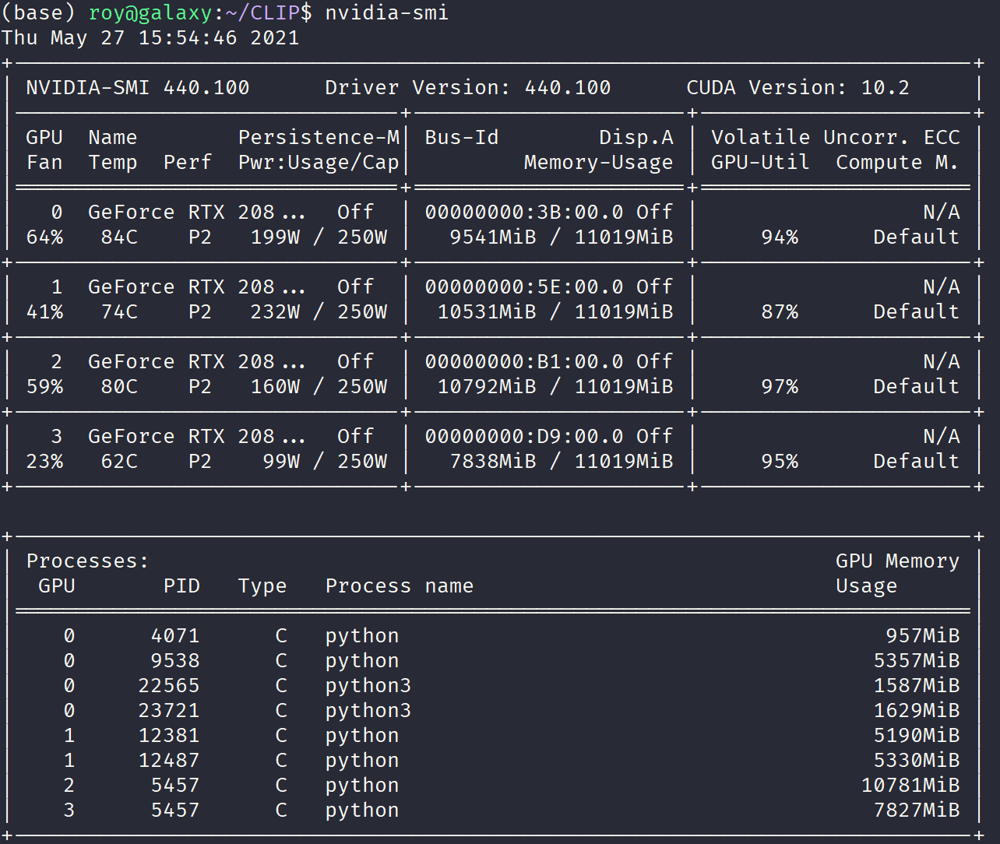 (base) roy@galaxy:~/CLIP$ nvidia-smi
Thu May 27 15:54:46 2021
+-----------------------------------------------------------------------------+
| NVIDIA-SMI 440.100      Driver Version: 440.100      CUDA Version: 10.2     |
|-------------------------------+----------------------+----------------------+
| GPU  Name        Persistence-M| Bus-Id        Disp.A | Volatile Uncorr. ECC |
| Fan  Temp  Perf  Pwr:Usage/Cap|         Memory-Usage | GPU-Util  Compute M. |
|===============================+======================+======================|
|   0  GeForce RTX 208...  Off  | 00000000:3B:00.0 Off |                  N/A |
| 64%   84C    P2   199W / 250W |   9541MiB / 11019MiB |     94%      Default |
+-------------------------------+----------------------+----------------------+
|   1  GeForce RTX 208...  Off  | 00000000:5E:00.0 Off |                  N/A |
| 41%   74C    P2   232W / 250W |  10531MiB / 11019MiB |     87%      Default |
+-------------------------------+----------------------+----------------------+
|   2  GeForce RTX 208...  Off  | 00000000:B1:00.0 Off |                  N/A |
| 59%   80C    P2   160W / 250W |  10792MiB / 11019MiB |     97%      Default |
+-------------------------------+----------------------+----------------------+
|   3  GeForce RTX 208...  Off  | 00000000:D9:00.0 Off |                  N/A |
| 23%   62C    P2    99W / 250W |   7838MiB / 11019MiB |     95%      Default |
+-------------------------------+----------------------+----------------------+

+-----------------------------------------------------------------------------+
| Processes:                                                       GPU Memory |
|  GPU       PID   Type   Process name                             Usage      |
|=============================================================================|
|    0      4071      C   python                                       957MiB |
|    0      9538      C   python                                      5357MiB |
|    0     22565      C   python3                                     1587MiB |
|    0     23721      C   python3                                     1629MiB |
|    1     12381      C   python                                      5190MiB |
|    1     12487      C   python                                      5330MiB |
|    2      5457      C   python                                     10781MiB |
|    3      5457      C   python                                      7827MiB |
+-----------------------------------------------------------------------------+